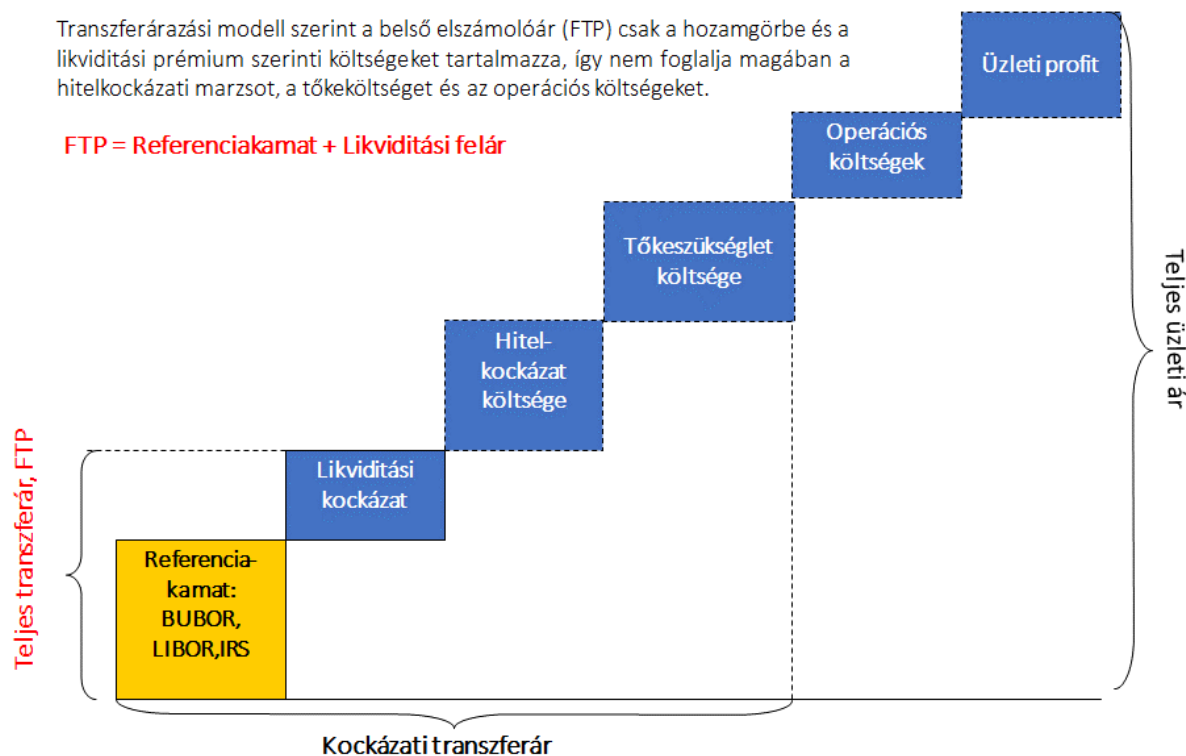 Transzferárazási modell szerint a belső elszámolóár (FTP) csak a hozamgörbe és a
likviditási prémium szerinti költségeket tartalmazza, így nem foglalja magában a
hitelkockázati marzsot, a tőkeköltséget és az operációs költségeket.
FTP = Referenciakamat + Likviditási felár
Üzleti profit
Operációs
költségek
Tőkeszükséglet
költsége
Hitel-
kockázat
költsége
Likviditási
kockázat
Referencia-
kamat:
BUBOR,
LIBOR,IRS
Teljes transzferár, FTP
Teljes üzleti ár
Kockázati transzferár